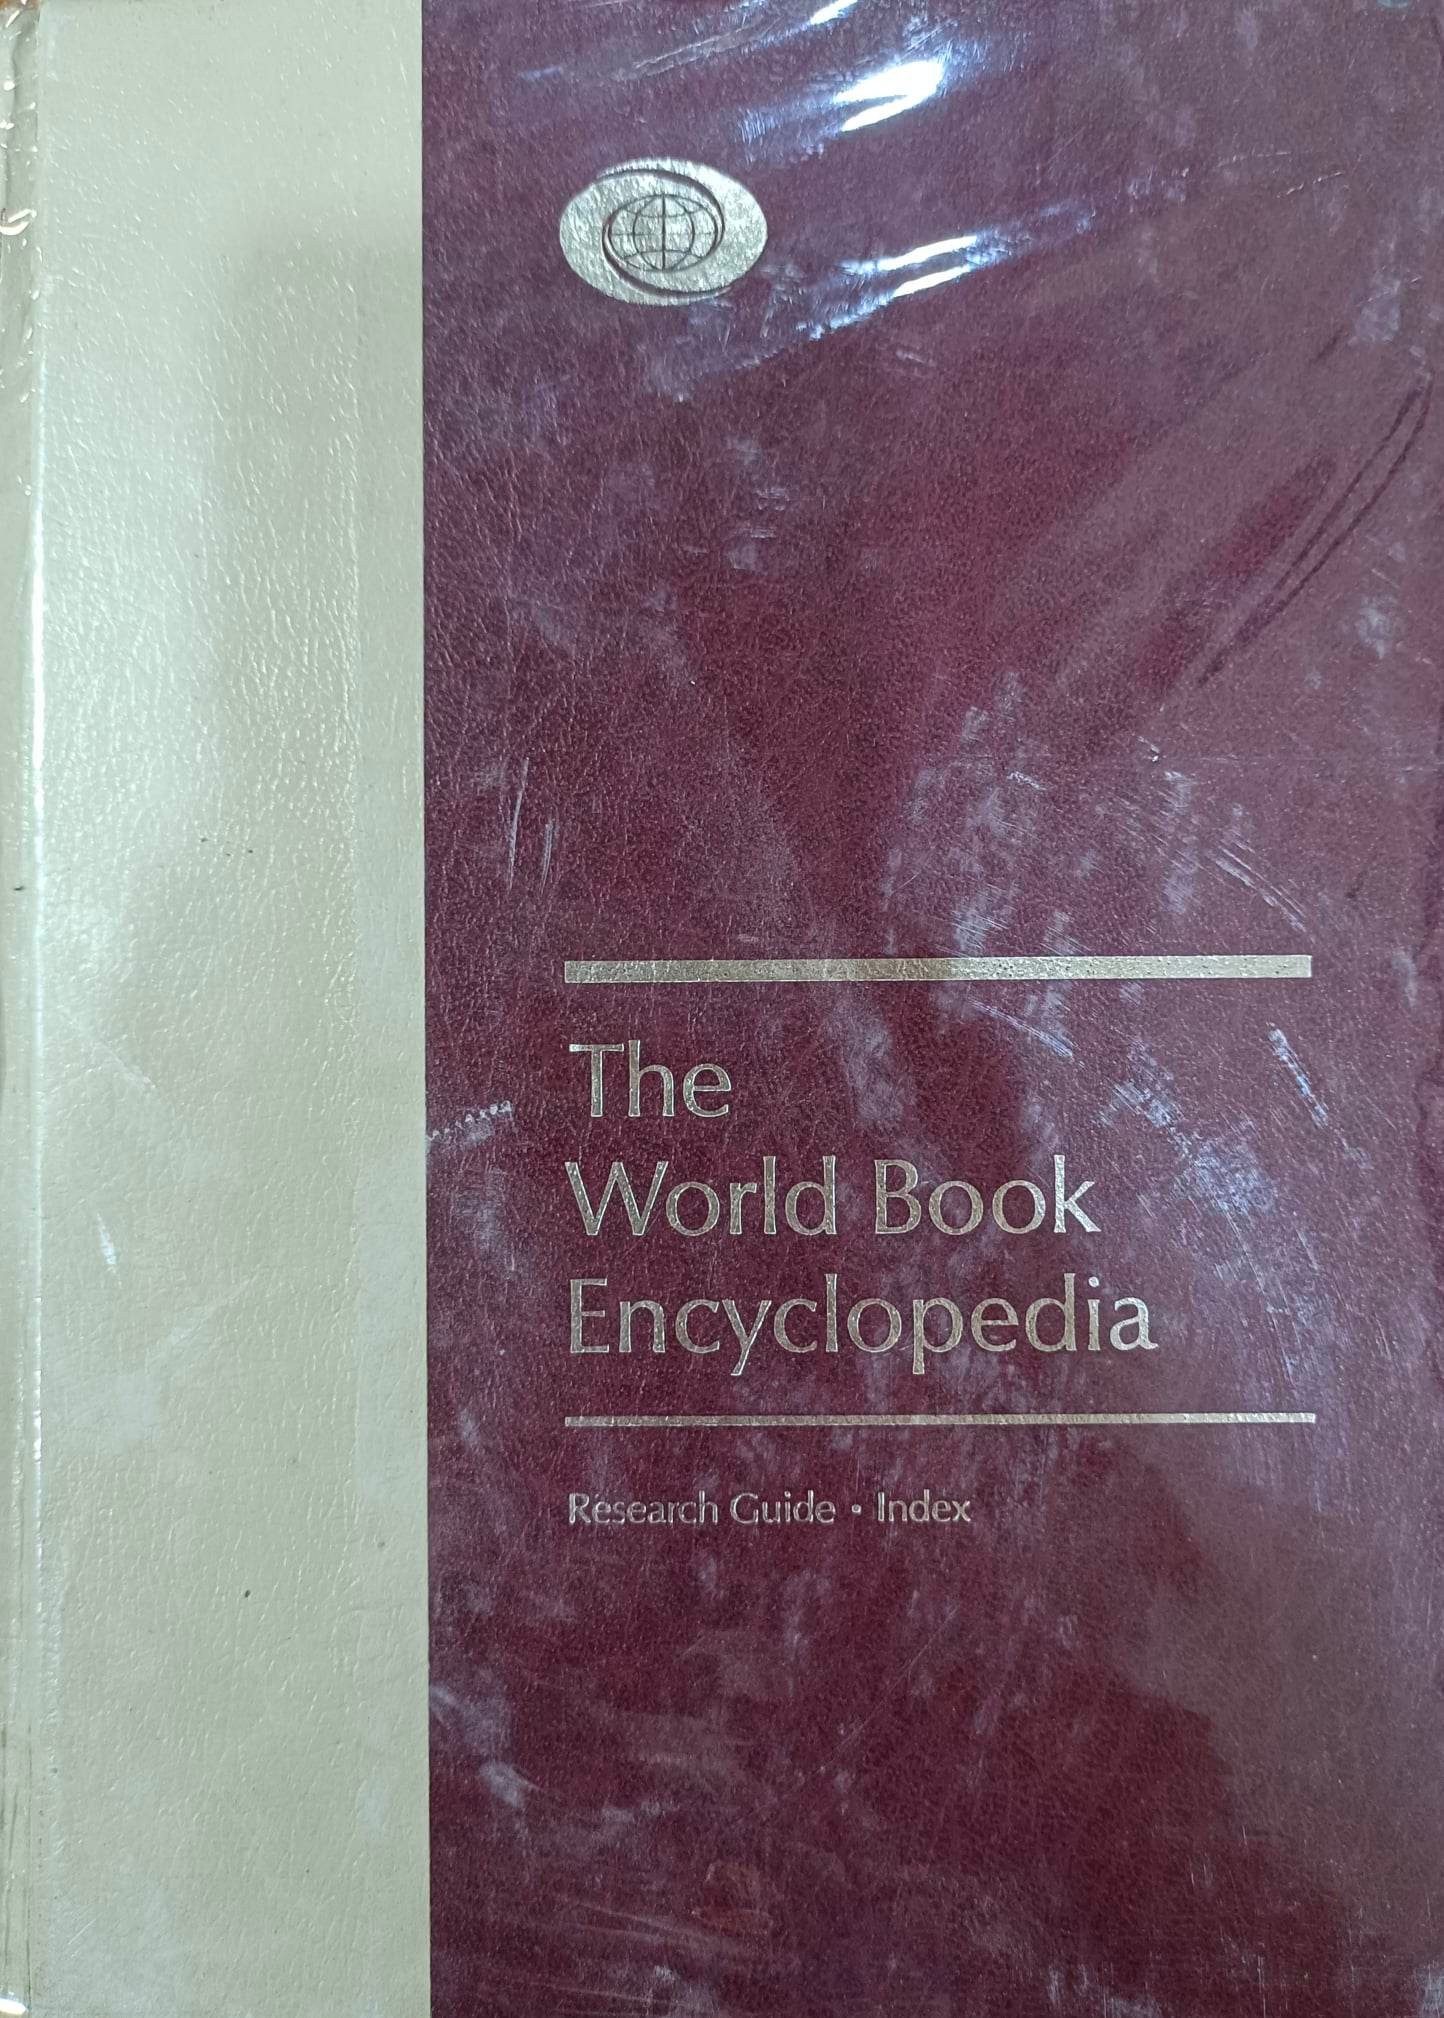 The
World Book
Encyclopedia
Research Guide • Index